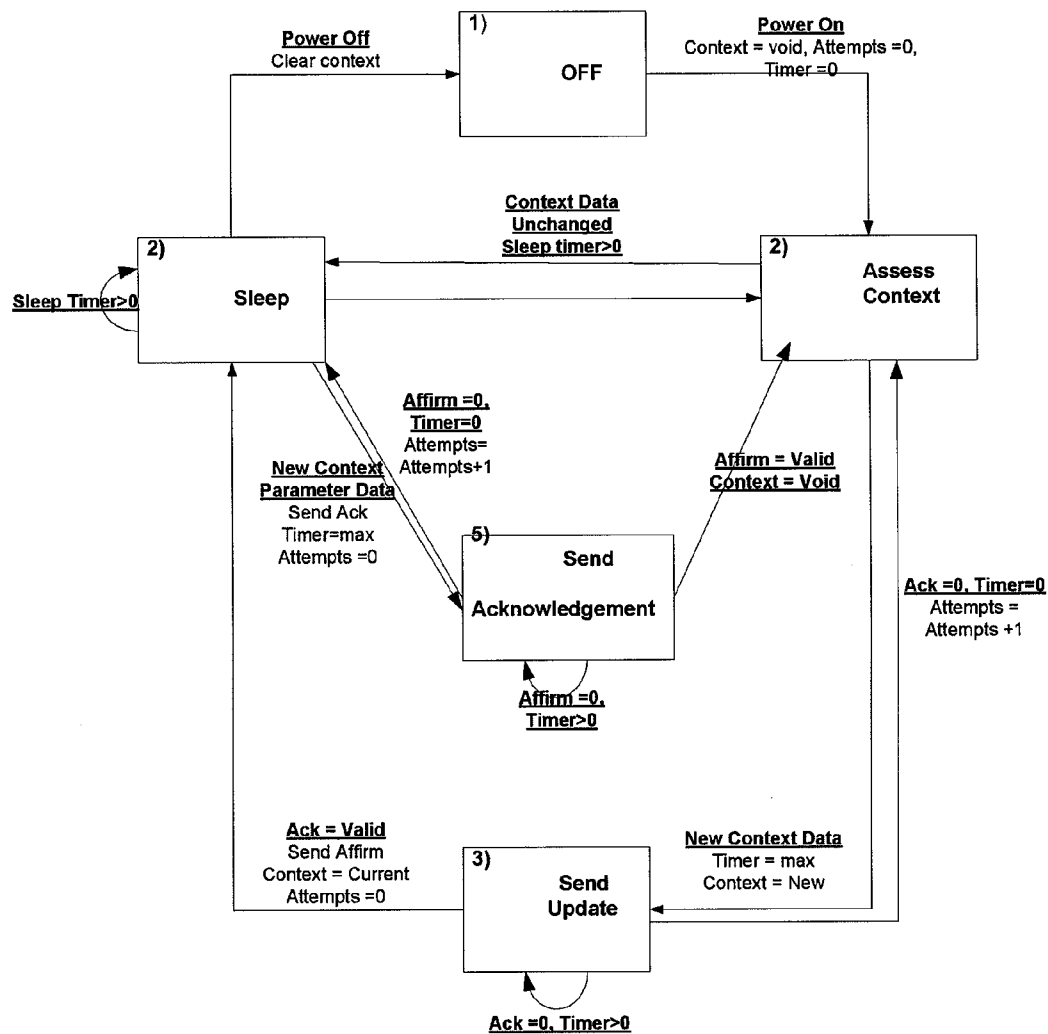 1)
OFF
Power Off
Clear context
Power On
Context = void, Attempts =0,
Timer =0
Context Data
Unchanged
Sleep timer>0
2)
Sleep
Sleep Timer>0
2)
Assess
Context
Affirm =0,
Timer=0
Attempts=
Attempts+1
New Context
Parameter Data
Send Ack
Timer=max
Attempts =0
Affirm = Valid
Context = Void
5)
Send
Acknowledgement
Affirm =0,
Timer>0
Ack =0, Timer=0
Attempts =
Attempts +1
Ack = Valid
Send Affirm
Context = Current
Attempts =0
3)
Send
Update
New Context Data
Timer = max
Context = New
Ack =0, Timer>0